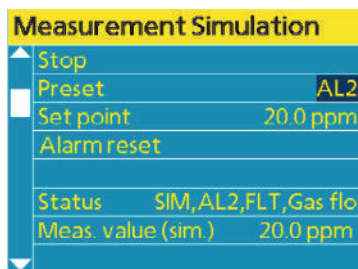 Measurement Simulation
Stop
Preset AL2
Set point 20.0 ppm
Alarm reset
Status SIM,AL2,FLT,Gas flo
Meas. value (sim.) 20.0 ppm